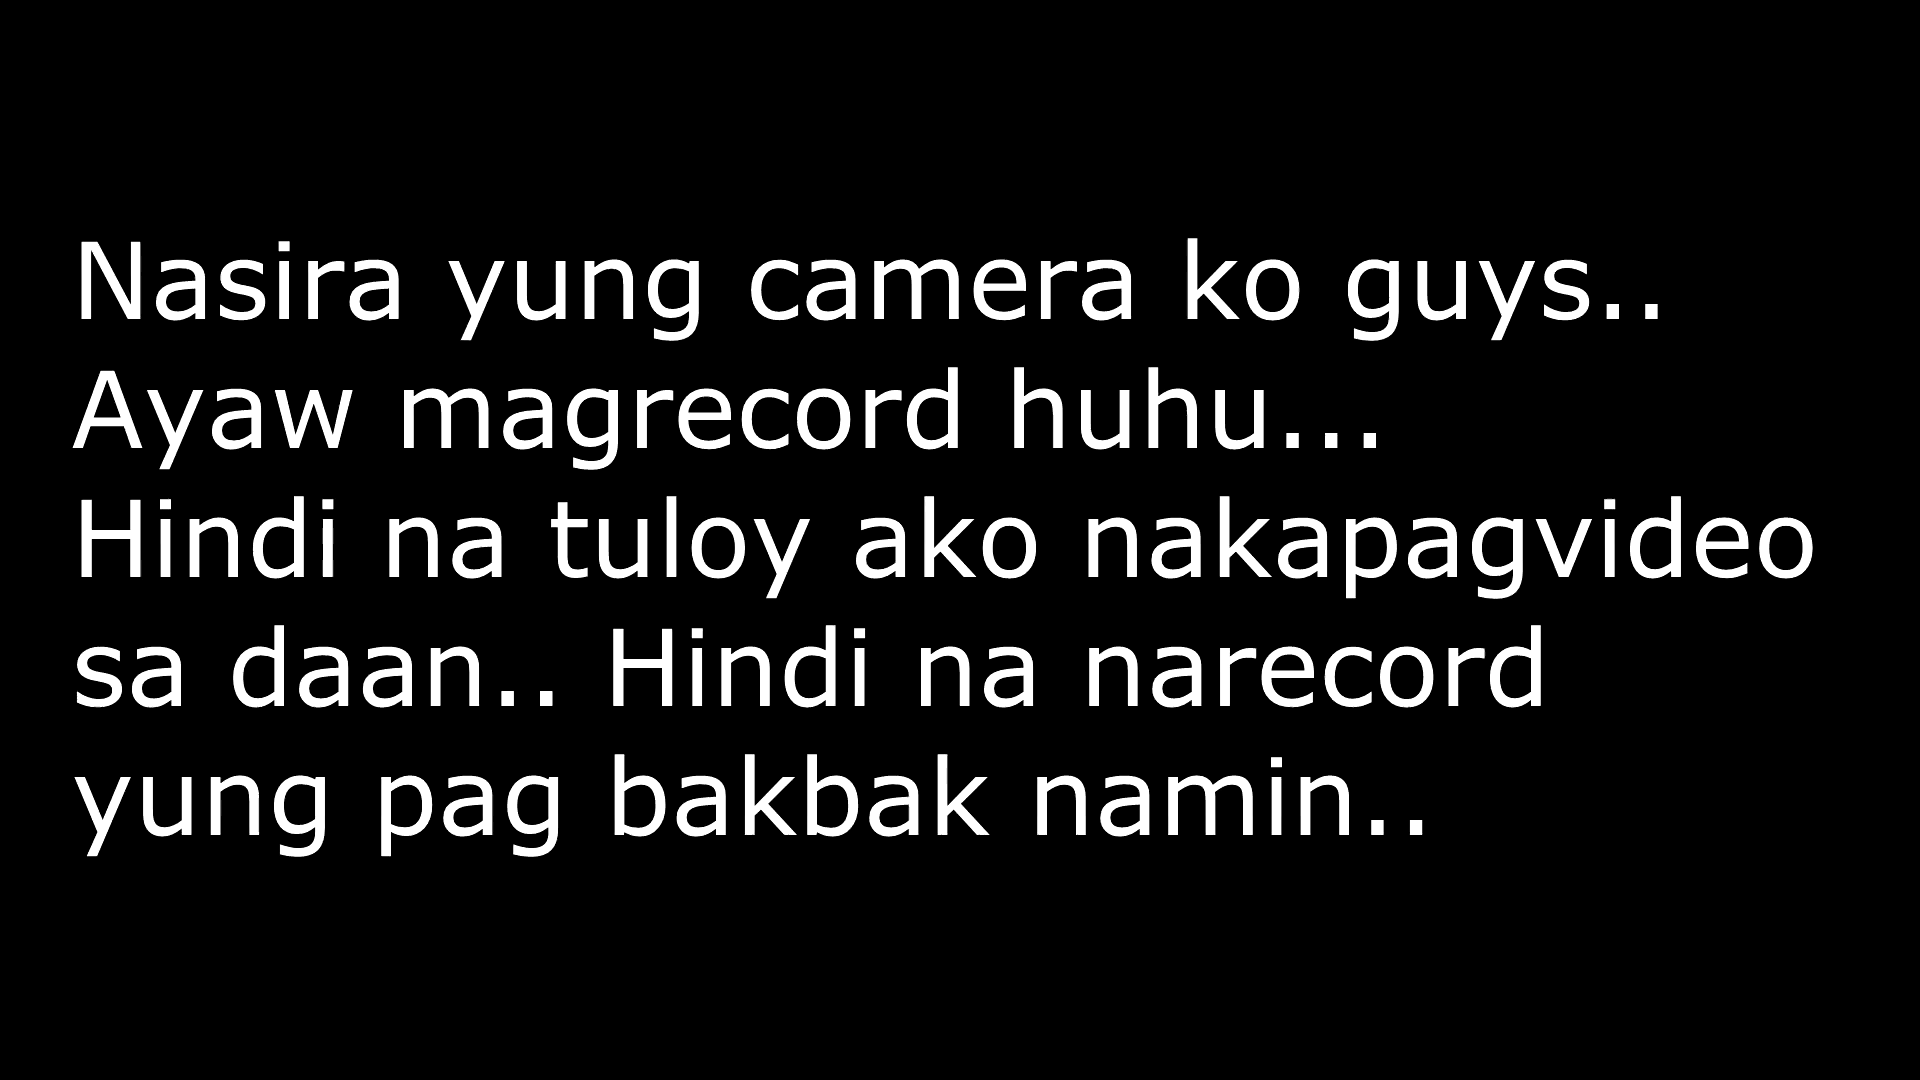 Nasira yung camera ko guys..
Ayaw magrecord huhu...
Hindi na tuloy ako nakapagvideo
sa daan.. Hindi na narecord
yung pag bakbak namin..